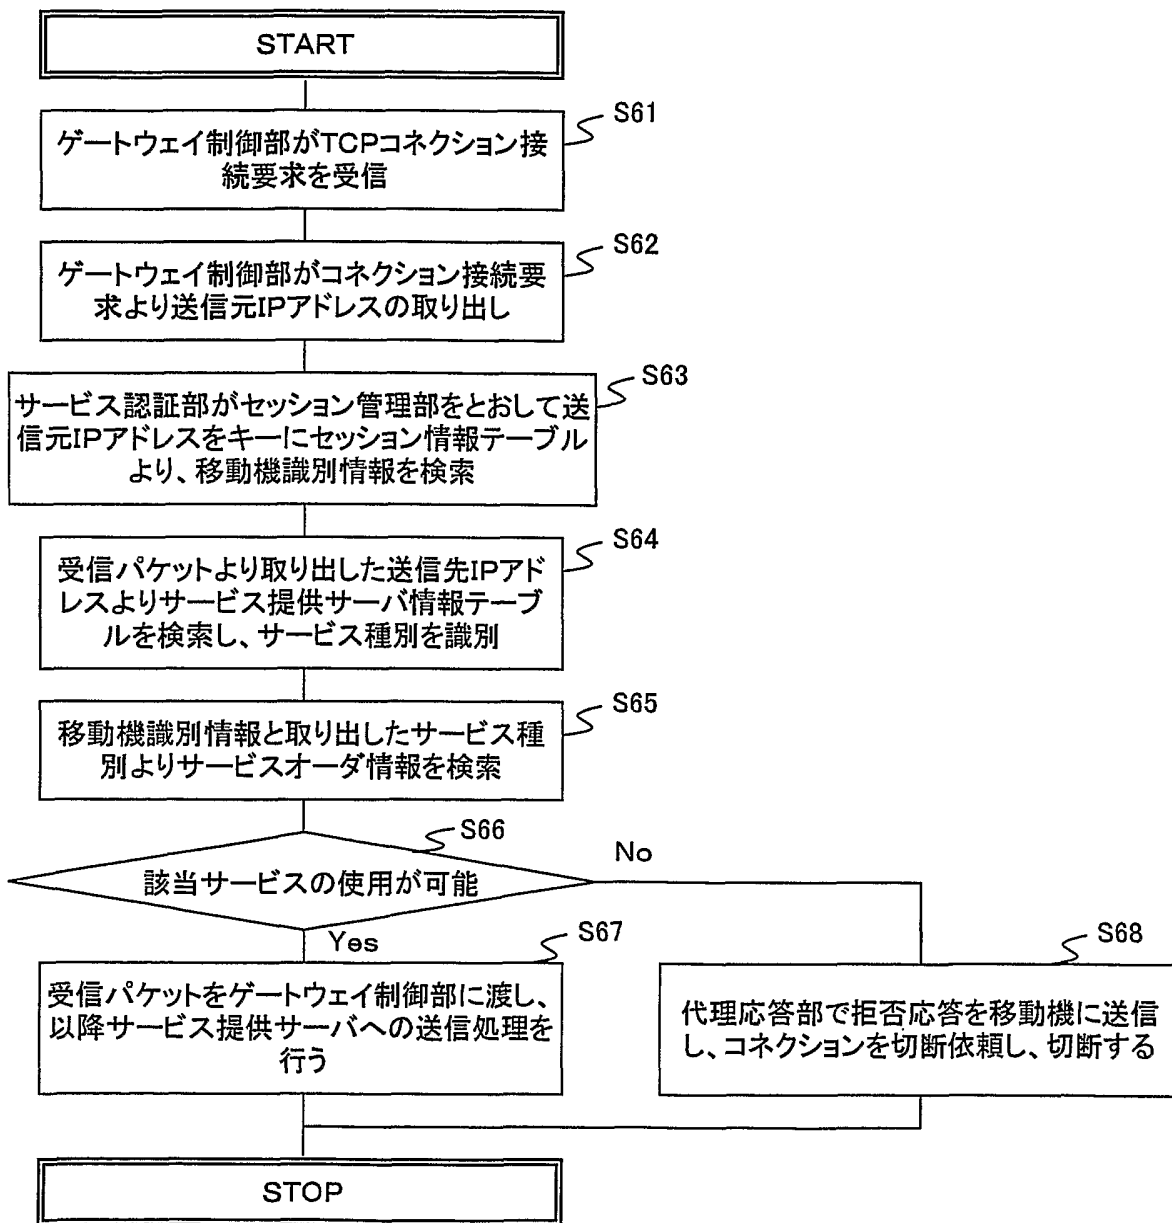 START
S61
ゲートウェイ制御部がTCPコネクション接
続要求を受信
S62
ゲートウェイ制御部がコネクション接続要
求より送信元IPアドレスの取り出し
S63
サービス認証部がセッション管理部をとおして送
信元IPアドレスをキーにセッション情報テーブル
より、移動機識別情報を検索
S64
受信パケットより取り出した送信先IPアド
レスよりサービス提供サーバ情報テーブ
ルを検索し、サービス種別を識別
S65
移動機識別情報と取り出したサービス種
別よりサービスオーダ情報を検索
S66
該当サービスの使用が可能
No
Yes
S67
受信パケットをゲートウェイ制御部に渡し、
以降サービス提供サーバへの送信処理を
行う
S68
代理応答部で拒否応答を移動機に送信
し、コネクションを切断依頼し、切断する
STOP